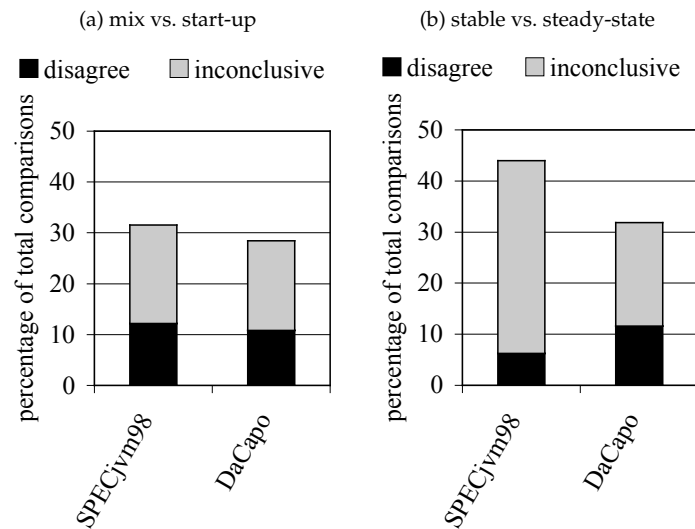 (a) mix vs. start-up
disagree inconclusive
percentage of total comparisons
50
40
30
20
10
0
SPECjvm98
DaCapo
(b) stable vs. steady-state
disagree inconclusive
percentage of total comparisons
50
40
30
20
10
0
SPECjvm98
DaCapo